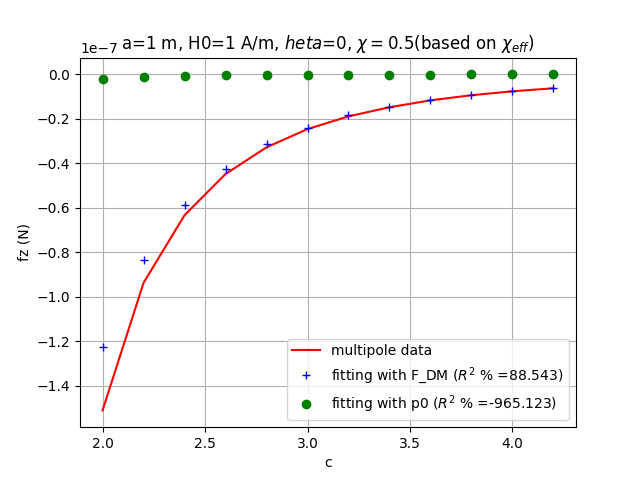 1e−7 a=1 m, H0=1 A/m, heta=0, χ = 0.5(based on χ_eff)
0.0
−0.2
−0.4
−0.6
−0.8
−1.0
−1.2
−1.4
fz (N)
multipole data
fitting with F_DM (R² % =88.543)
fitting with p0 (R² % =-965.123)
2.0 2.5 3.0 3.5 4.0
c